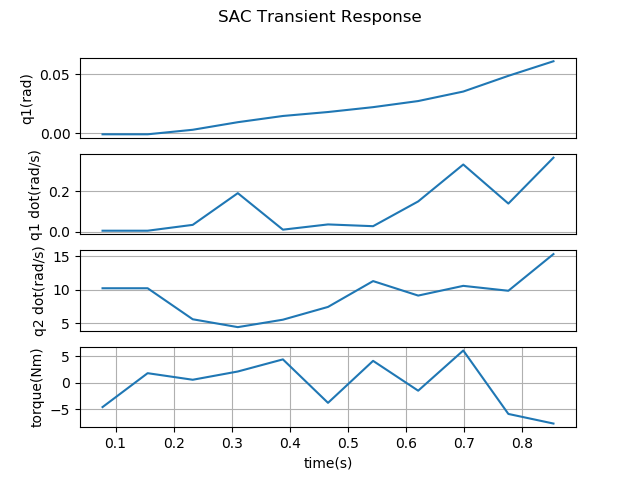 SAC Transient Response
q1(rad)
0.05
0.00
q1 dot(rad/s)
0.2
0.0
q2 dot(rad/s)
15
10
5
torque(Nm)
5
0
−5
0.1 0.2 0.3 0.4 0.5 0.6 0.7 0.8
time(s)